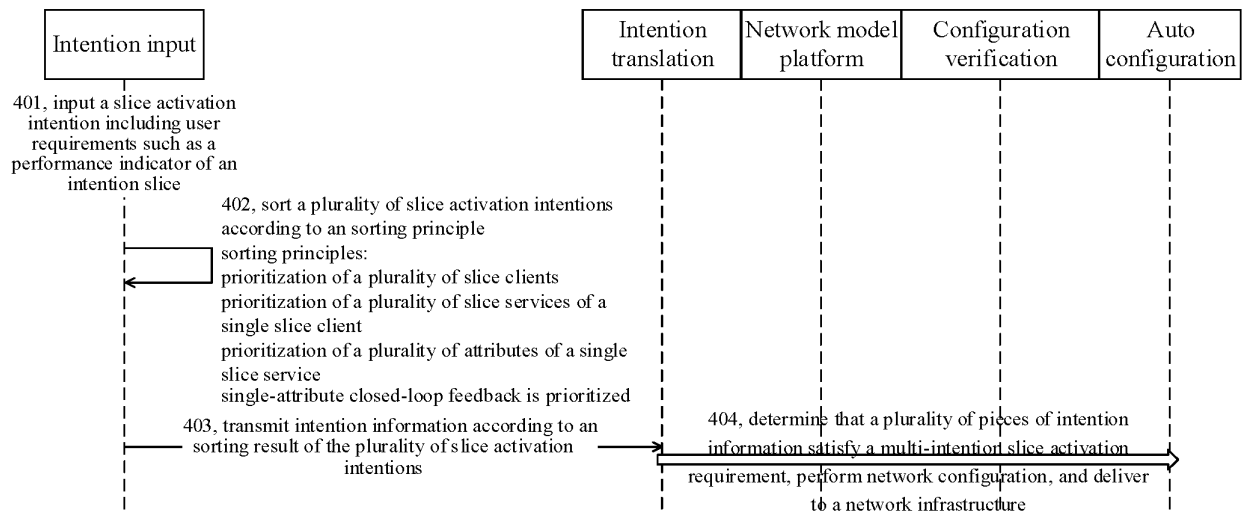 Intention input
Intention
translation
Network model
platform
Configuration
verification
Auto
configuration
401, input a slice activation
intention including user
requirements such as a
performance indicator of an
intention slice
402, sort a plurality of slice activation intentions
according to an sorting principle
sorting principles:
prioritization of a plurality of slice clients
prioritization of a plurality of slice services of a
single slice client
prioritization of a plurality of attributes of a single
slice service
single-attribute closed-loop feedback is prioritized
403, transmit intention information according to an
sorting result of the plurality of slice activation
intentions
404, determine that a plurality of pieces of intention
information satisfy a multi-intention slice activation
requirement, perform network configuration, and deliver
to a network infrastructure